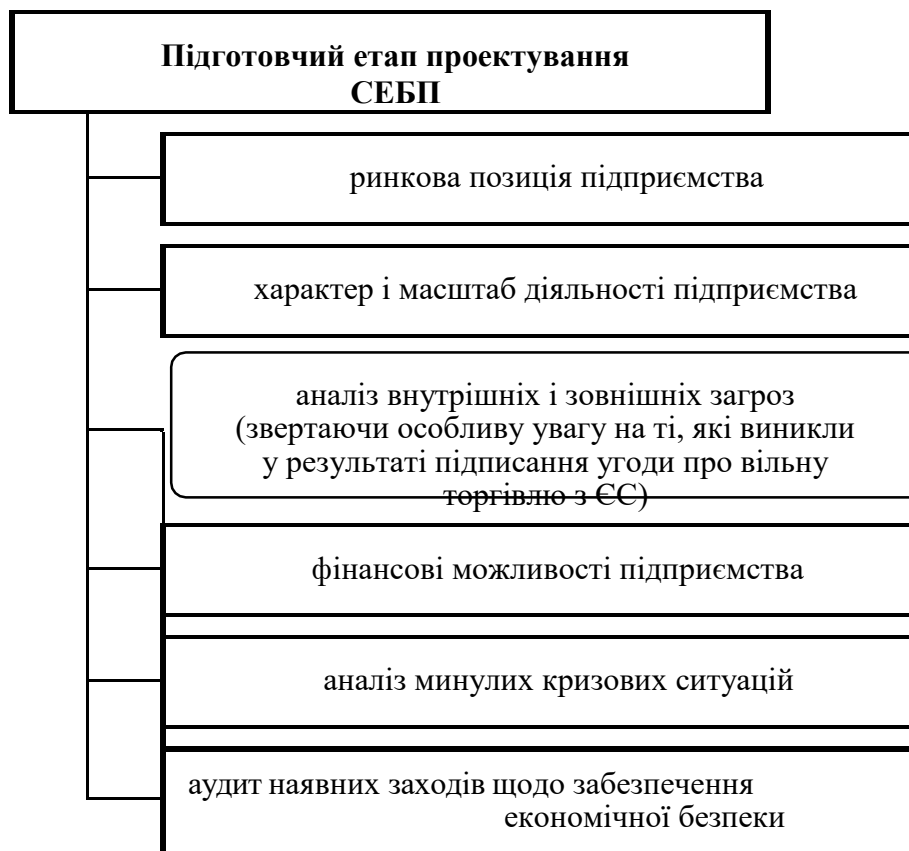 Підготовчий етап проектування
СЕБП
ринкова позиція підприємства
характер і масштаб діяльності підприємства
аналіз внутрішніх і зовнішніх загроз
(звертаючи особливу увагу на ті, які виникли
у результаті підписання угоди про вільну
торгівлю з ЄС)
фінансові можливості підприємства
аналіз минулих кризових ситуацій
аудит наявних заходів щодо забезпечення
економічної безпеки